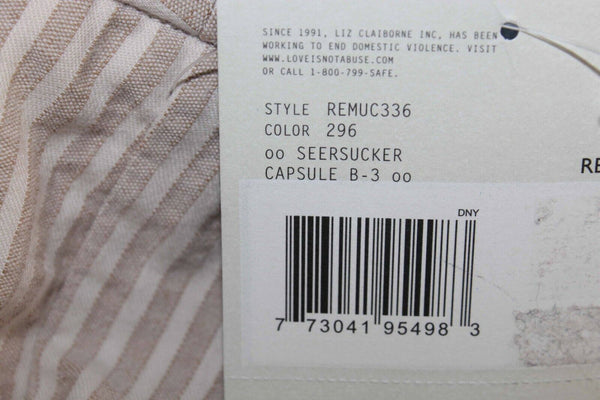 SINCE 1991, LIZ CLAIBORNE INC, HAS BEEN
WORKING TO END DOMESTIC VIOLENCE. VISIT
WWW.LOVEISNOTABUSE.COM
OR CALL 1-800-799-SAFE.
STYLE REMUC336
COLOR 296
oo SEERSUCKER
CAPSULE B-3 oo
RE
DNY
7 73041 95498 3